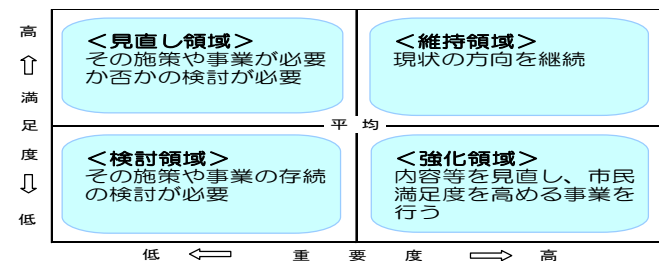 高
⇧
満
足
度
⇩
低
<見直し領域>
その施策や事業が必要
か否かの検討が必要
<維持領域>
現状の方向を継続
平 均
<検討領域>
その施策や事業の存続
の検討が必要
<強化領域>
内容等を見直し、市民
満足度を高める事業を
行う
低 ⇦ 重 要 度 ⇨ 高